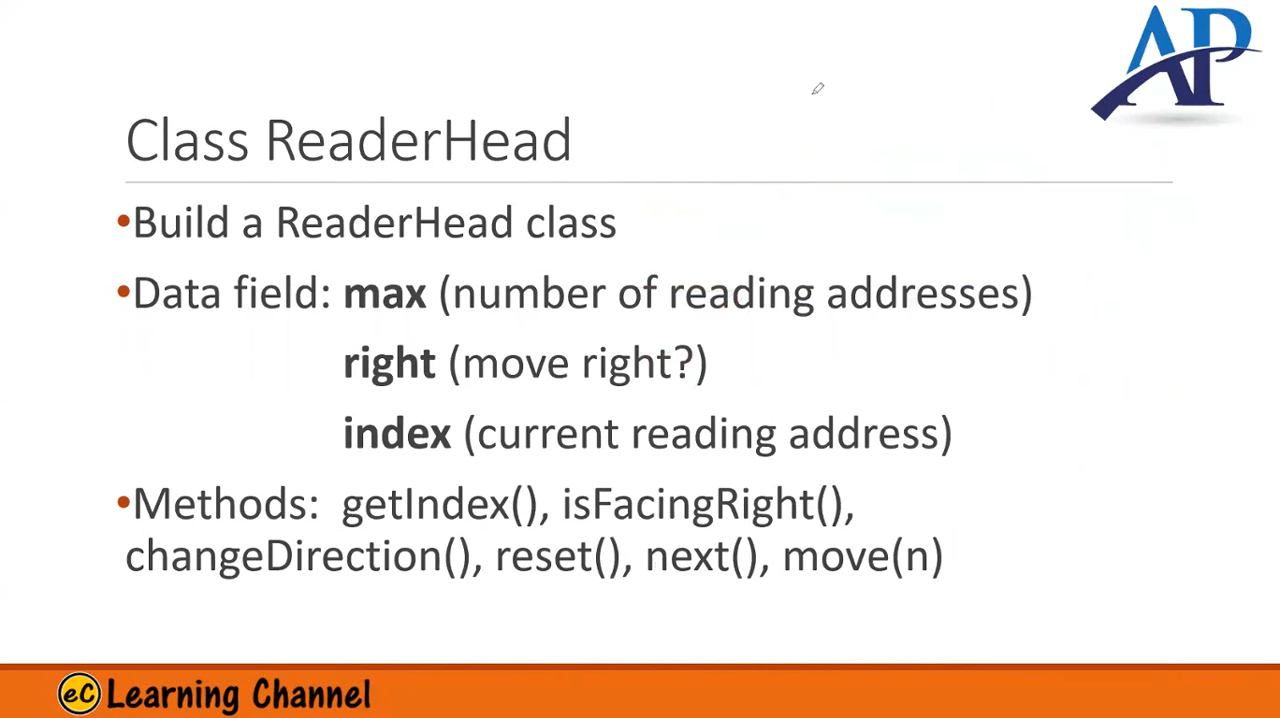 AP
Class ReaderHead
•Build a ReaderHead class
•Data field: max (number of reading addresses)
right (move right?)
index (current reading address)
•Methods: getIndex(), isFacingRight(),
changeDirection(), reset(), next(), move(n)
eC Learning Channel